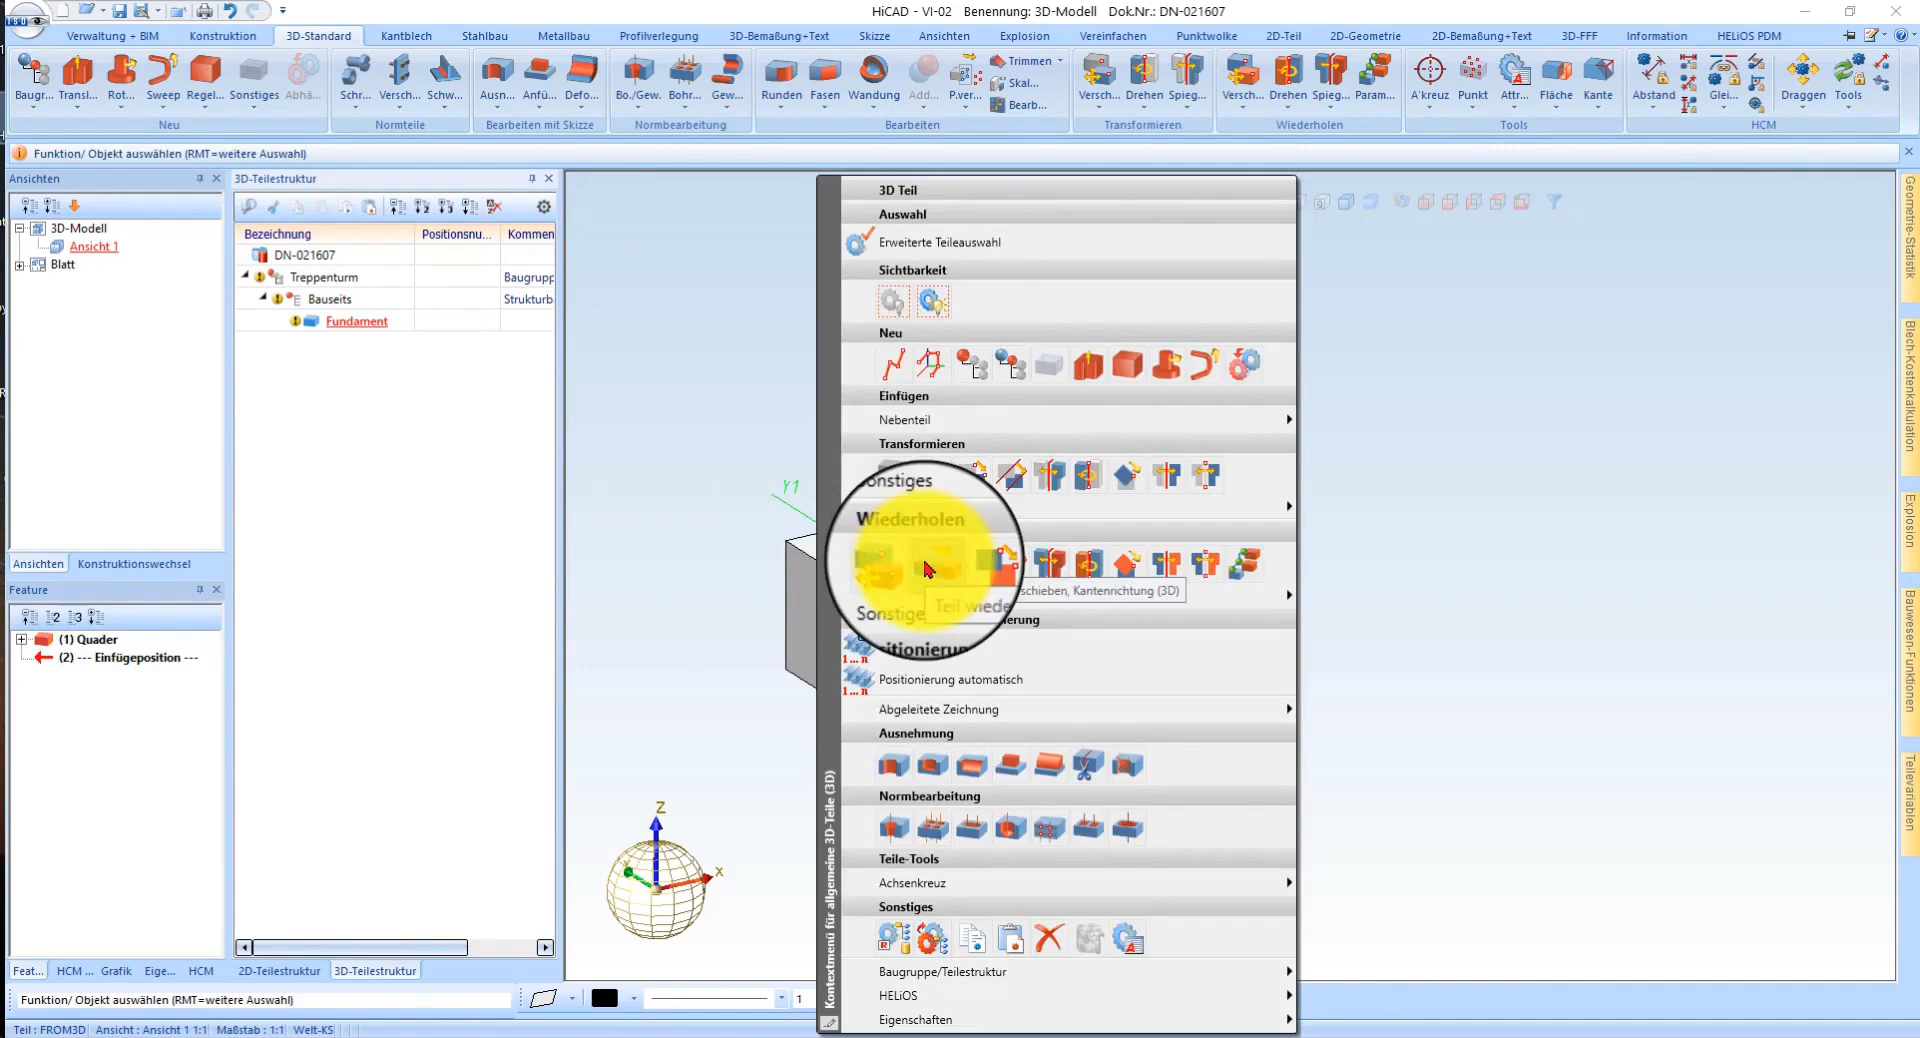 HiCAD - VI-02 Benennung: 3D-Modell Dok.Nr.: DN-021607
ISD
Verwaltung + BIM Konstruktion 3D-Standard Kantblech Stahlbau Metallbau Profilverlegung 3D-Bemaßung+Text Skizze Ansichten Explosion Vereinfachen Punktwolke 2D-Teil 2D-Geometrie 2D-Bemaßung+Text 3D-FFF Information HELiOS PDM
Trimmen
Skal...
Bearb...
Baugr... Transl... Rot... Sweep Regel... Sonstiges Abhä... Schr... Versch... Schw... Ausn... Anfü... Defo... Bo./Gew. Bohr... Gew... Runden Fasen Wandung Add... P.ver... Versch... Drehen Spieg... Versch... Drehen Spieg... Param... A'kreuz Punkt Attr... Fläche Kante Abstand Glei... Draggen Tools
Neu Normteile Bearbeiten mit Skizze Normbearbeitung Bearbeiten Transformieren Wiederholen Tools HCM
Funktion/ Objekt auswählen (RMT=weitere Auswahl)
Ansichten
3D-Modell
Ansicht 1
Blatt
Ansichten Konstruktionswechsel
Feature
(1) Quader
(2) --- Einfügeposition ---
Feat... HCM ... Grafik Eige... HCM
3D-Teilestruktur
Bezeichnung Positionsnu... Kommen
DN-021607
Treppenturm Baugrupp
Bauseits Strukturb
Fundament
2D-Teilestruktur 3D-Teilestruktur
Y1
Z
X
3D Teil
Auswahl
Erweiterte Teileauswahl
Sichtbarkeit
Neu
Einfügen
Nebenteil
Transformieren
onstiges
Wiederholen
schieben, Kantenrichtung (3D)
Teil wiede
Sonstige
erung
sitionierun
1... n
Positionierung automatisch
1... n
Abgeleitete Zeichnung
Ausnehmung
Normbearbeitung
Teile-Tools
Achsenkreuz
Sonstiges
Baugruppe/Teilestruktur
HELiOS
Eigenschaften
Kontextmenü für allgemeine 3D-Teile (3D)
Geometrie-Statistik
Blech-Kostenkalkulation
Explosion
Bauwesen-Funktionen
Teilevariablen
Funktion/ Objekt auswählen (RMT=weitere Auswahl)
1
Teil : FROM3D Ansicht : Ansicht 1 1:1 Maßstab : 1:1 Welt-KS